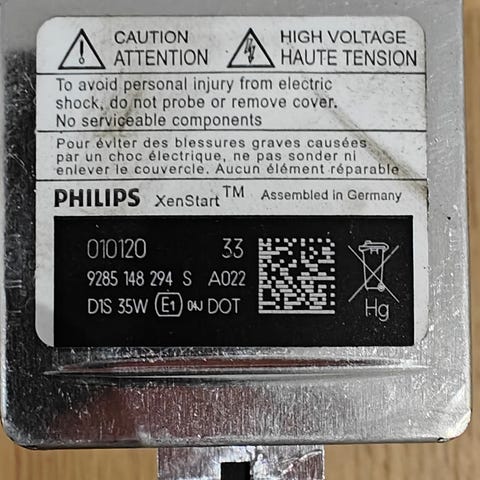 CAUTION
ATTENTION
HIGH VOLTAGE
HAUTE TENSION
To avoid personal injury from electric
shock, do not probe or remove cover.
No serviceable components
Pour éviter des blessures graves causées
par un choc électrique, ne pas sonder ni
enlever le couvercle. Aucun élément réparable
PHILIPS XenStart™ Assembled in Germany
010120 33
9285 148 294 S A022
D1S 35W E1 DOT
Hg